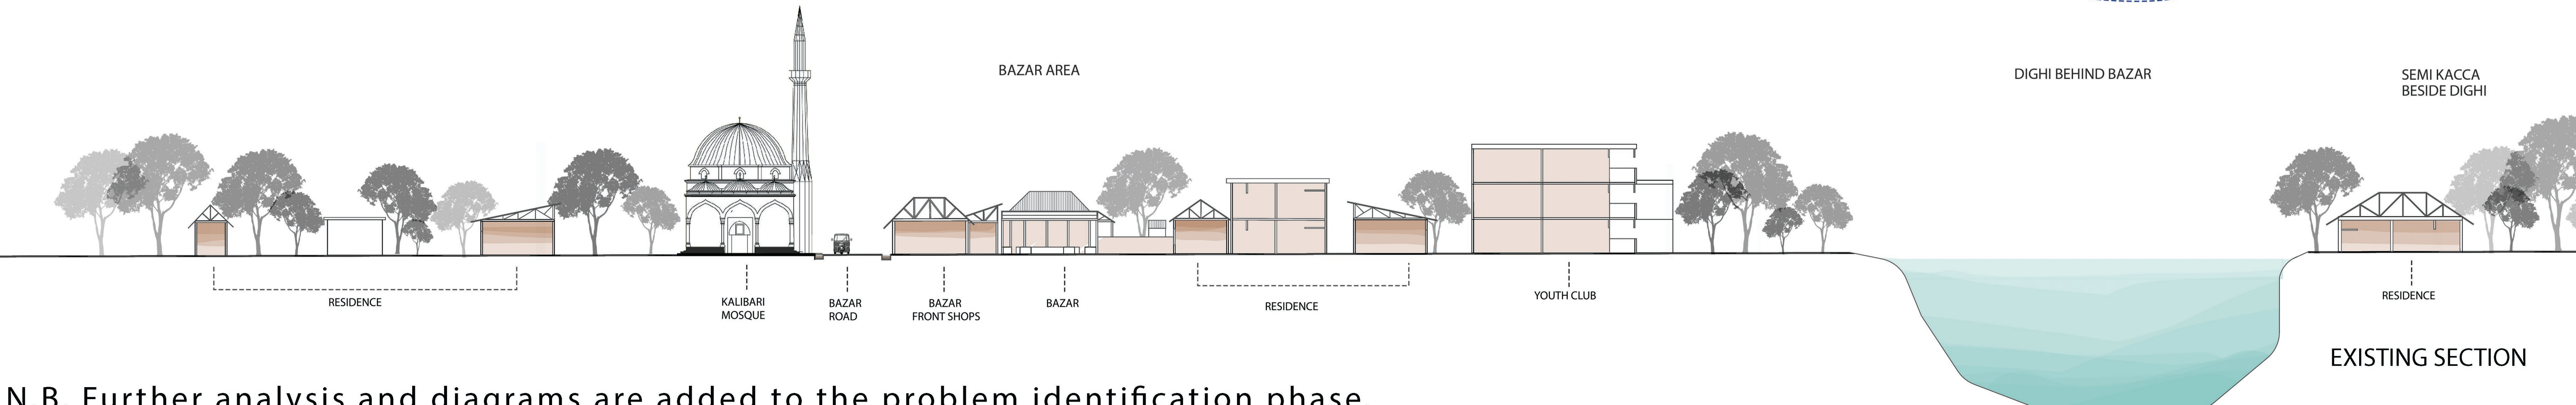 BAZAR AREA
DIGHI BEHIND BAZAR
SEMI KACCA
BESIDE DIGHI
RESIDENCE
KALIBARI
MOSQUE
BAZAR
ROAD
BAZAR
FRONT SHOPS
BAZAR
RESIDENCE
YOUTH CLUB
RESIDENCE
EXISTING SECTION
N.B. Further analysis and diagrams are added to the problem identification phase